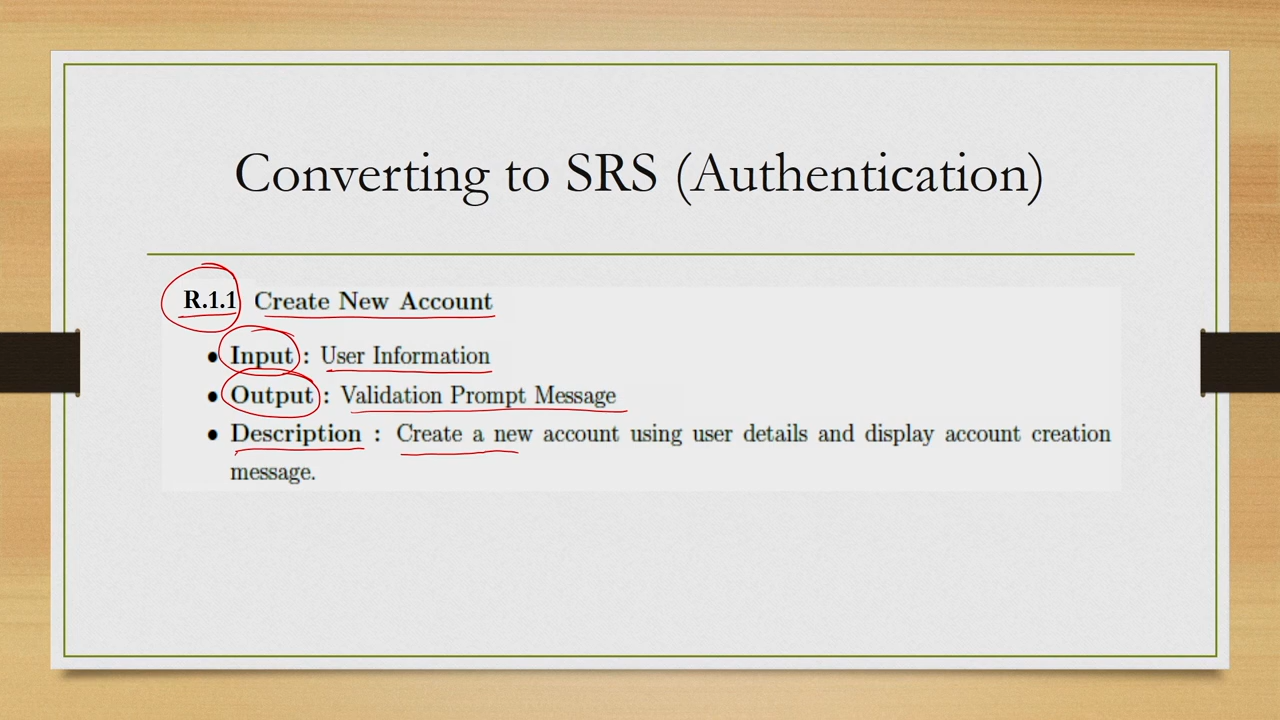 Converting to SRS (Authentication)
R.1.1 Create New Account
• Input : User Information
• Output : Validation Prompt Message
• Description : Create a new account using user details and display account creation
message.